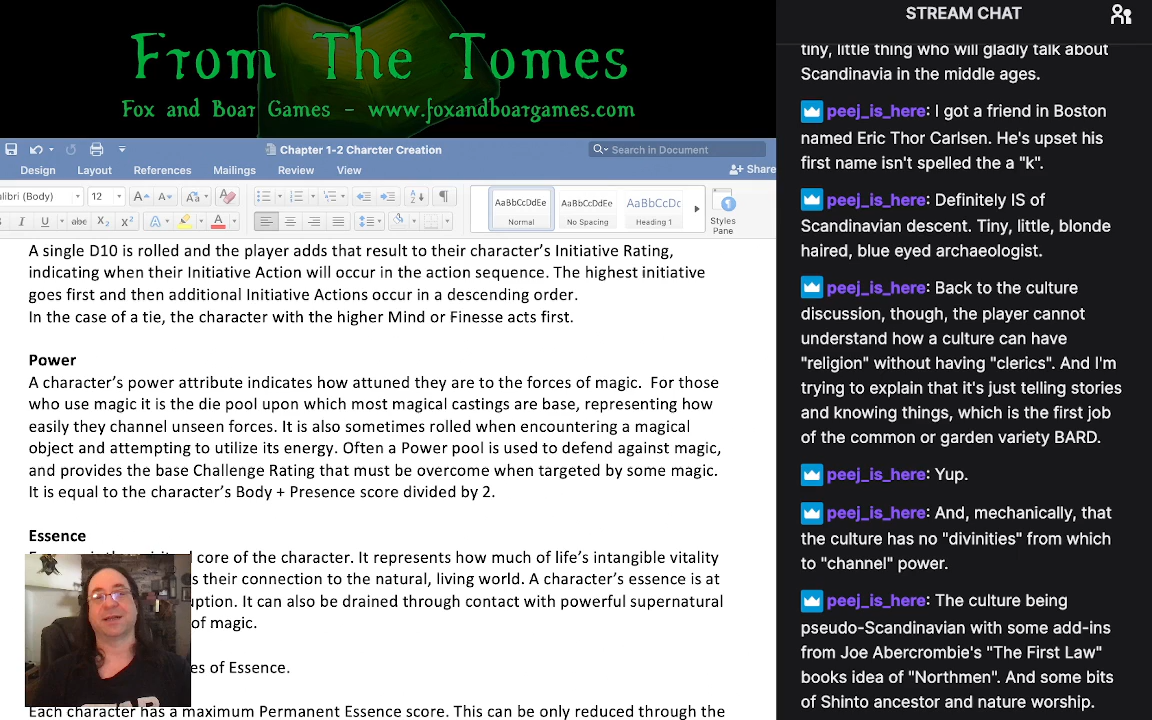 From The Tomes
Fox and Boar Games - www.foxandboargames.com
Chapter 1-2 Charcter Creation
Search in Document
Design Layout References Mailings Review View
Share
alibri (Body) 12
AaBbCcDdEe AaBbCcDdEe AaBbCcDc
Normal No Spacing Heading 1
Styles
Pane
A single D10 is rolled and the player adds that result to their character's Initiative Rating,
indicating when their Initiative Action will occur in the action sequence. The highest initiative
goes first and then additional Initiative Actions occur in a descending order.
In the case of a tie, the character with the higher Mind or Finesse acts first.
Power
A character's power attribute indicates how attuned they are to the forces of magic. For those
who use magic it is the die pool upon which most magical castings are base, representing how
easily they channel unseen forces. It is also sometimes rolled when encountering a magical
object and attempting to utilize its energy. Often a Power pool is used to defend against magic,
and provides the base Challenge Rating that must be overcome when targeted by some magic.
It is equal to the character's Body + Presence score divided by 2.
Essence
core of the character. It represents how much of life's intangible vitality
s their connection to the natural, living world. A character's essence is at
uption. It can also be drained through contact with powerful supernatural
of magic.
es of Essence.
Each character has a maximum Permanent Essence score. This can be only reduced through the
STREAM CHAT
tiny, little thing who will gladly talk about
Scandinavia in the middle ages.
peej_is_here: I got a friend in Boston
named Eric Thor Carlsen. He's upset his
first name isn't spelled the a "k".
peej_is_here: Definitely IS of
Scandinavian descent. Tiny, little, blonde
haired, blue eyed archaeologist.
peej_is_here: Back to the culture
discussion, though, the player cannot
understand how a culture can have
"religion" without having "clerics". And I'm
trying to explain that it's just telling stories
and knowing things, which is the first job
of the common or garden variety BARD.
peej_is_here: Yup.
peej_is_here: And, mechanically, that
the culture has no "divinities" from which
to "channel" power.
peej_is_here: The culture being
pseudo-Scandinavian with some add-ins
from Joe Abercrombie's "The First Law"
books idea of "Northmen". And some bits
of Shinto ancestor and nature worship.